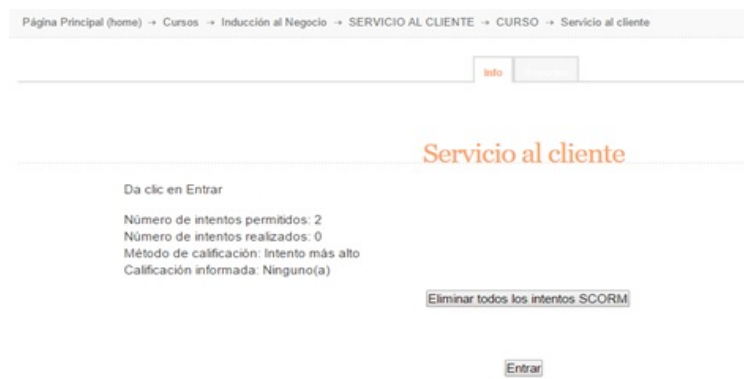 Página Principal (home) → Cursos → Inducción al Negocio → SERVICIO AL CLIENTE → CURSO → Servicio al cliente
Info
Servicio al cliente
Da clic en Entrar
Número de intentos permitidos: 2
Número de intentos realizados: 0
Método de calificación: Intento más alto
Calificación informada: Ninguno(a)
Eliminar todos los intentos SCORM
Entrar